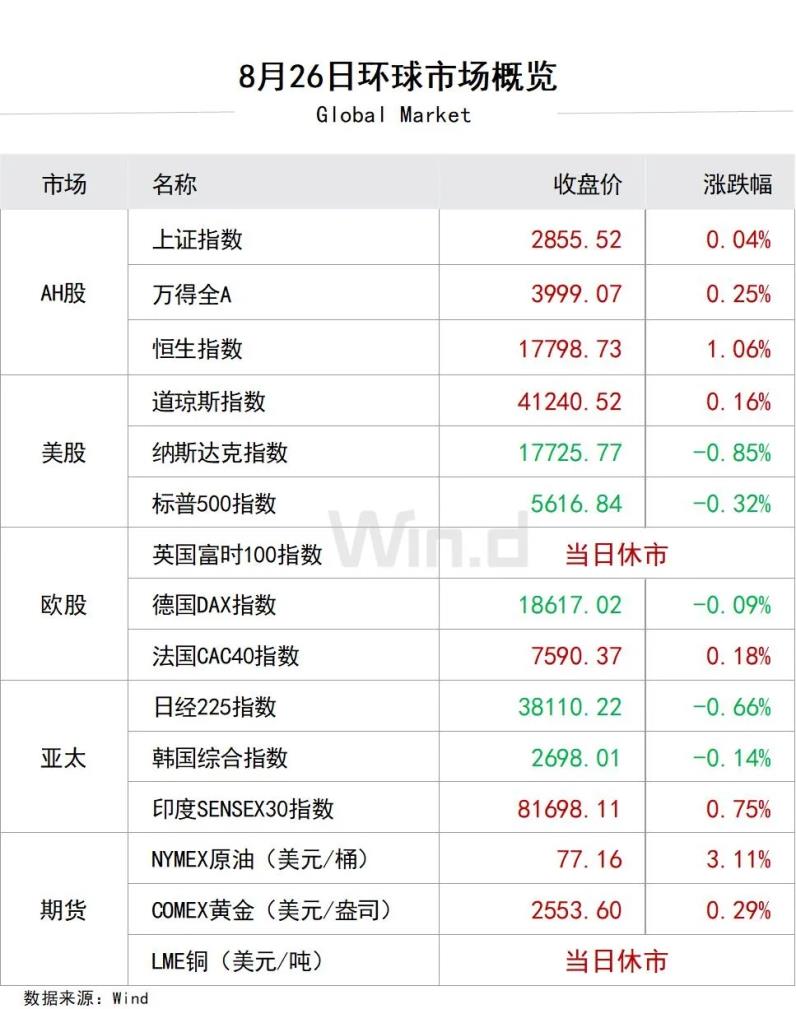 8月26日环球市场概览
Global Market
市场 名称 收盘价 涨跌幅
AH股
上证指数 2855.52 0.04%
万得全A 3999.07 0.25%
恒生指数 17798.73 1.06%
美股
道琼斯指数 41240.52 0.16%
纳斯达克指数 17725.77 -0.85%
标普500指数 5616.84 -0.32%
欧股
英国富时100指数 当日休市
德国DAX指数 18617.02 -0.09%
法国CAC40指数 7590.37 0.18%
亚太
日经225指数 38110.22 -0.66%
韩国综合指数 2698.01 -0.14%
印度SENSEX30指数 81698.11 0.75%
期货
NYMEX原油（美元/桶） 77.16 3.11%
COMEX黄金（美元/盎司） 2553.60 0.29%
LME铜（美元/吨） 当日休市
Win.d
数据来源：Wind